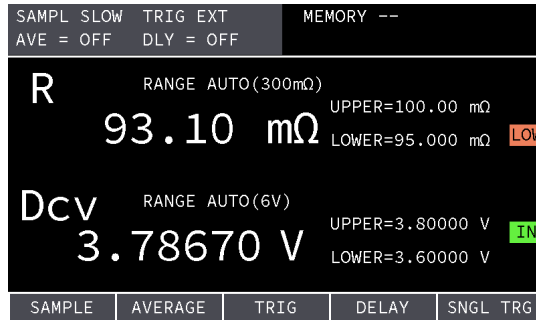 SAMPL SLOW TRIG EXT MEMORY --
AVE = OFF DLY = OFF
R RANGE AUTO(300mΩ)
93.10 mΩ
UPPER=100.00 mΩ
LOWER=95.000 mΩ
LOW
Dcv RANGE AUTO(6V)
3.78670 V
UPPER=3.80000 V
LOWER=3.60000 V
IN
SAMPLE AVERAGE TRIG DELAY SNGL TRG